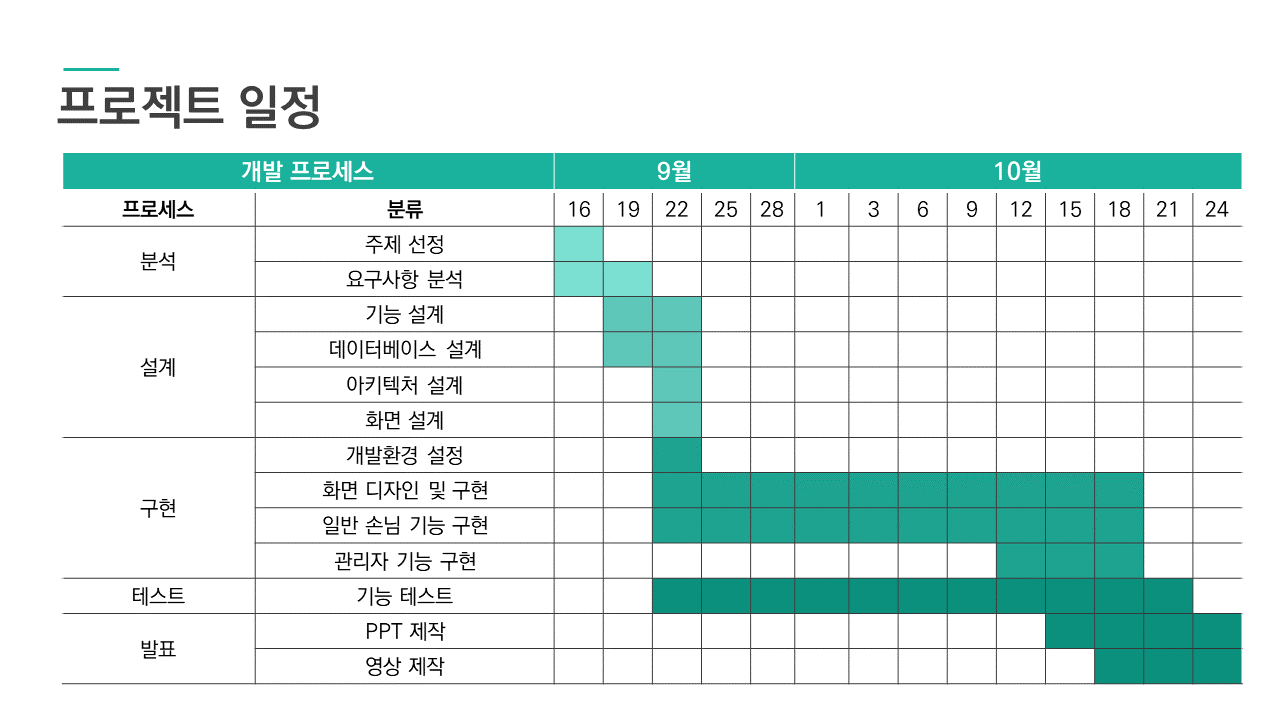 프로젝트 일정
개발 프로세스 9월 10월
프로세스 분류 16 19 22 25 28 1 3 6 9 12 15 18 21 24
분석 주제 선정
요구사항 분석
설계 기능 설계
데이터베이스 설계
아키텍처 설계
화면 설계
구현 개발환경 설정
화면 디자인 및 구현
일반 손님 기능 구현
관리자 기능 구현
테스트 기능 테스트
발표 PPT 제작
영상 제작